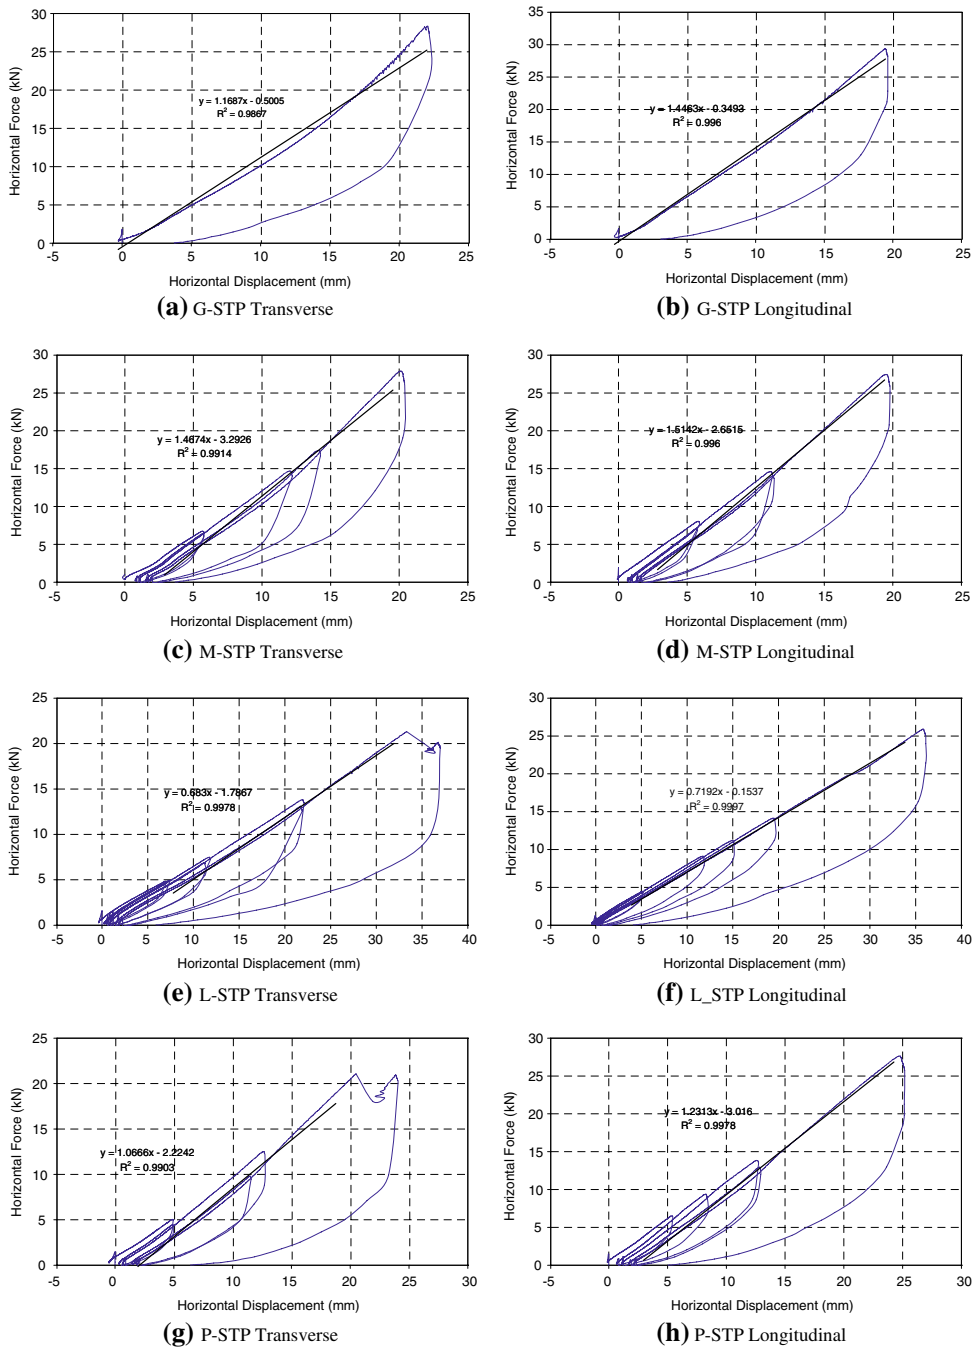 30
25
20
15
10
5
0
-5
0
5
10
15
20
25
Horizontal Force (kN)
y = 1.1687x - 0.5005
R² = 0.9867
Horizontal Displacement (mm)
(a) G-STP Transverse
35
30
25
20
15
10
5
0
-5
0
5
10
15
20
25
Horizontal Force (kN)
y = 1.4463x - 0.3493
R² = 0.996
Horizontal Displacement (mm)
(b) G-STP Longitudinal
30
25
20
15
10
5
0
-5
0
5
10
15
20
25
Horizontal Force (kN)
y = 1.4674x - 3.2926
R² = 0.9914
Horizontal Displacement (mm)
(c) M-STP Transverse
30
25
20
15
10
5
0
-5
0
5
10
15
20
25
Horizontal Force (kN)
y = 1.5142x - 2.6515
R² = 0.996
Horizontal Displacement (mm)
(d) M-STP Longitudinal
25
20
15
10
5
0
-5
0
5
10
15
20
25
30
35
40
Horizontal Force (kN)
y = 0.683x - 1.7867
R² = 0.9978
Horizontal Displacement (mm)
(e) L-STP Transverse
30
25
20
15
10
5
0
-5
0
5
10
15
20
25
30
35
40
Horizontal Force (kN)
y = 0.7192x - 0.1537
R² = 0.9997
Horizontal Displacement (mm)
(f) L_STP Longitudinal
25
20
15
10
5
0
-5
0
5
10
15
20
25
30
Horizontal Force (kN)
y = 1.0666x - 2.2242
R² = 0.9903
Horizontal Displacement (mm)
(g) P-STP Transverse
30
25
20
15
10
5
0
-5
0
5
10
15
20
25
30
Horizontal Force (kN)
y = 1.2313x - 3.016
R² = 0.9978
Horizontal Displacement (mm)
(h) P-STP Longitudinal